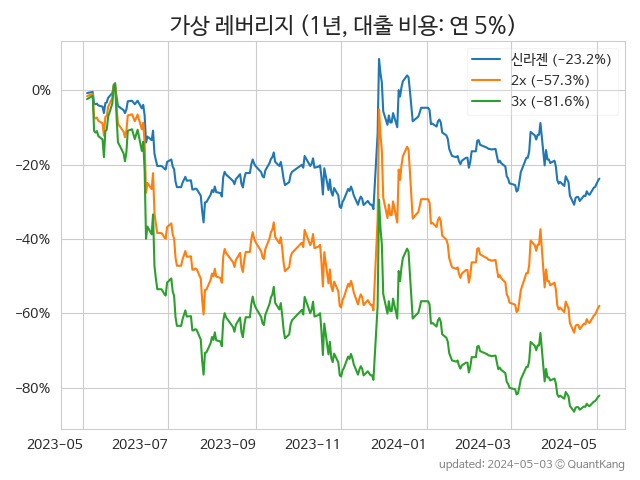 가상 레버리지 (1년, 대출 비용: 연 5%)
신라젠 (−23.2%)
2x (−57.3%)
3x (−81.6%)
0%
−20%
−40%
−60%
−80%
2023-05 2023-07 2023-09 2023-11 2024-01 2024-03 2024-05
updated: 2024-05-03 © QuantKang